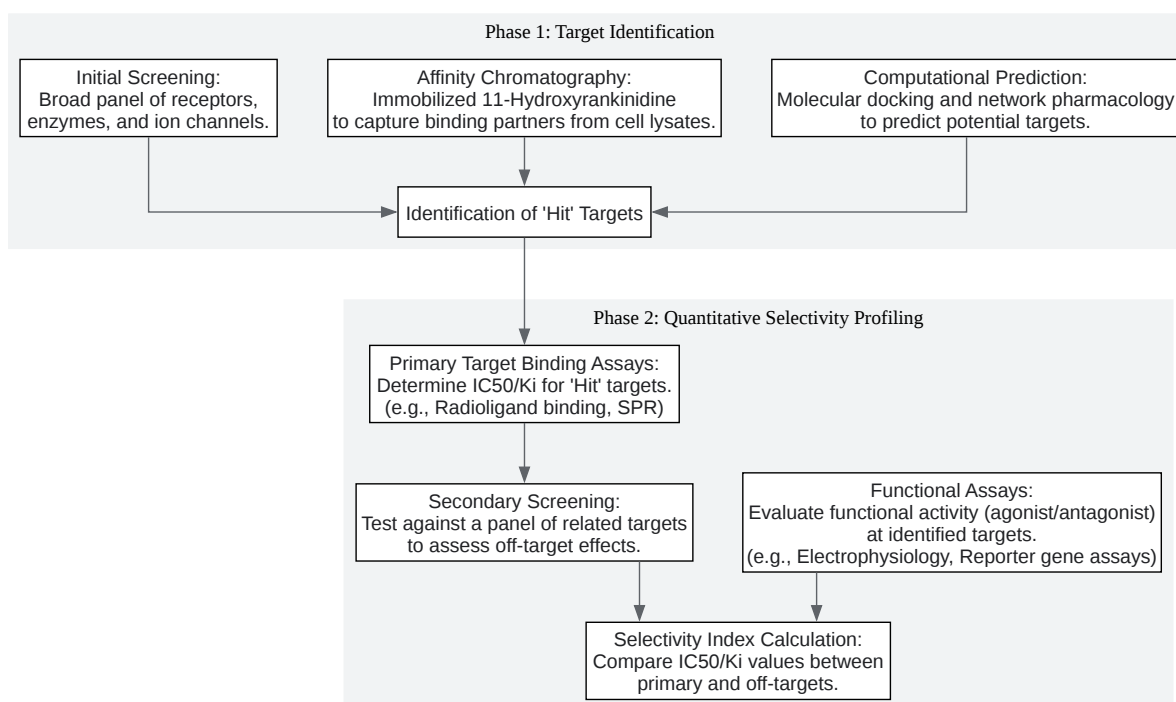 Phase 1: Target Identification
Initial Screening:
Broad panel of receptors,
enzymes, and ion channels.
Affinity Chromatography:
Immobilized 11-Hydroxyrankinidine
to capture binding partners from cell lysates.
Computational Prediction:
Molecular docking and network pharmacology
to predict potential targets.
Identification of 'Hit' Targets
Phase 2: Quantitative Selectivity Profiling
Primary Target Binding Assays:
Determine IC50/Ki for 'Hit' targets.
(e.g., Radioligand binding, SPR)
Secondary Screening:
Test against a panel of related targets
to assess off-target effects.
Functional Assays:
Evaluate functional activity (agonist/antagonist)
at identified targets.
(e.g., Electrophysiology, Reporter gene assays)
Selectivity Index Calculation:
Compare IC50/Ki values between
primary and off-targets.